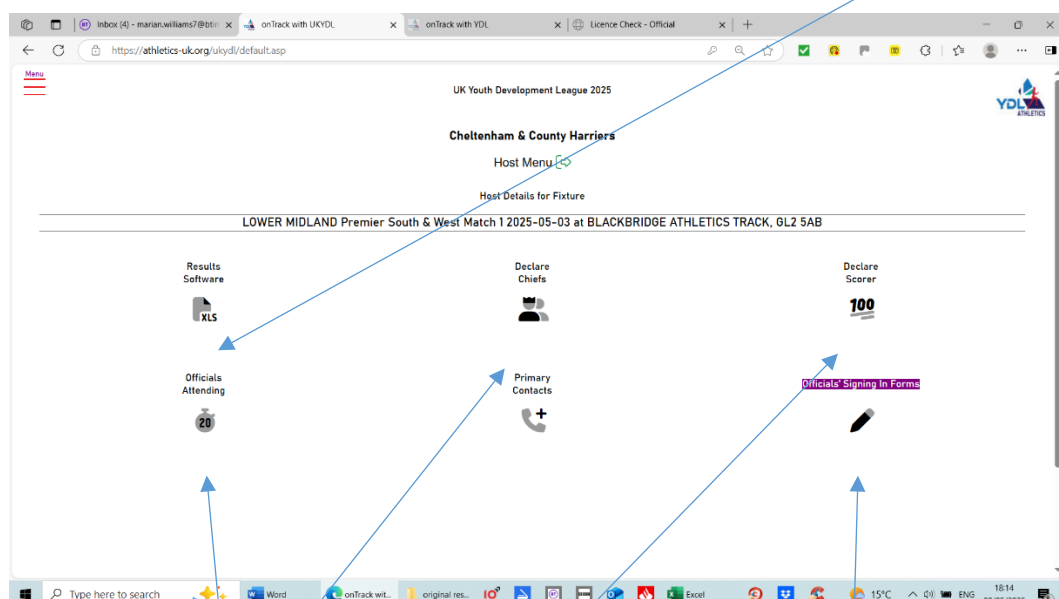 Inbox (4) - marian.williams7@btin
onTrack with UKYDL
onTrack with YDL
Licence Check - Official
https://athletics-uk.org/ukydl/default.asp
Menu
UK Youth Development League 2025
YDL
ATHLETICS
Cheltenham & County Harriers
Host Menu
Host Details for Fixture
LOWER MIDLAND Premier South & West Match 1 2025-05-03 at BLACKBRIDGE ATHLETICS TRACK, GL2 5AB
Results
Software
XLS
Declare
Chiefs
Declare
Scorer
100
Officials
Attending
20
Primary
Contacts
Officials' Signing In Forms
Type here to search
Word
onTrack wit...
original res...
Excel
15°C
ENG
18:14